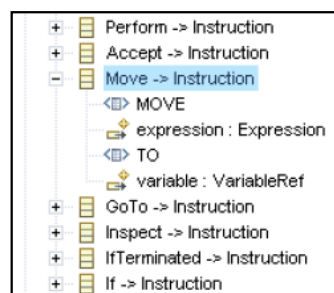 Perform -> Instruction
Accept -> Instruction
Move -> Instruction
MOVE
expression : Expression
TO
variable : VariableRef
GoTo -> Instruction
Inspect -> Instruction
IfTerminated -> Instruction
If -> Instruction